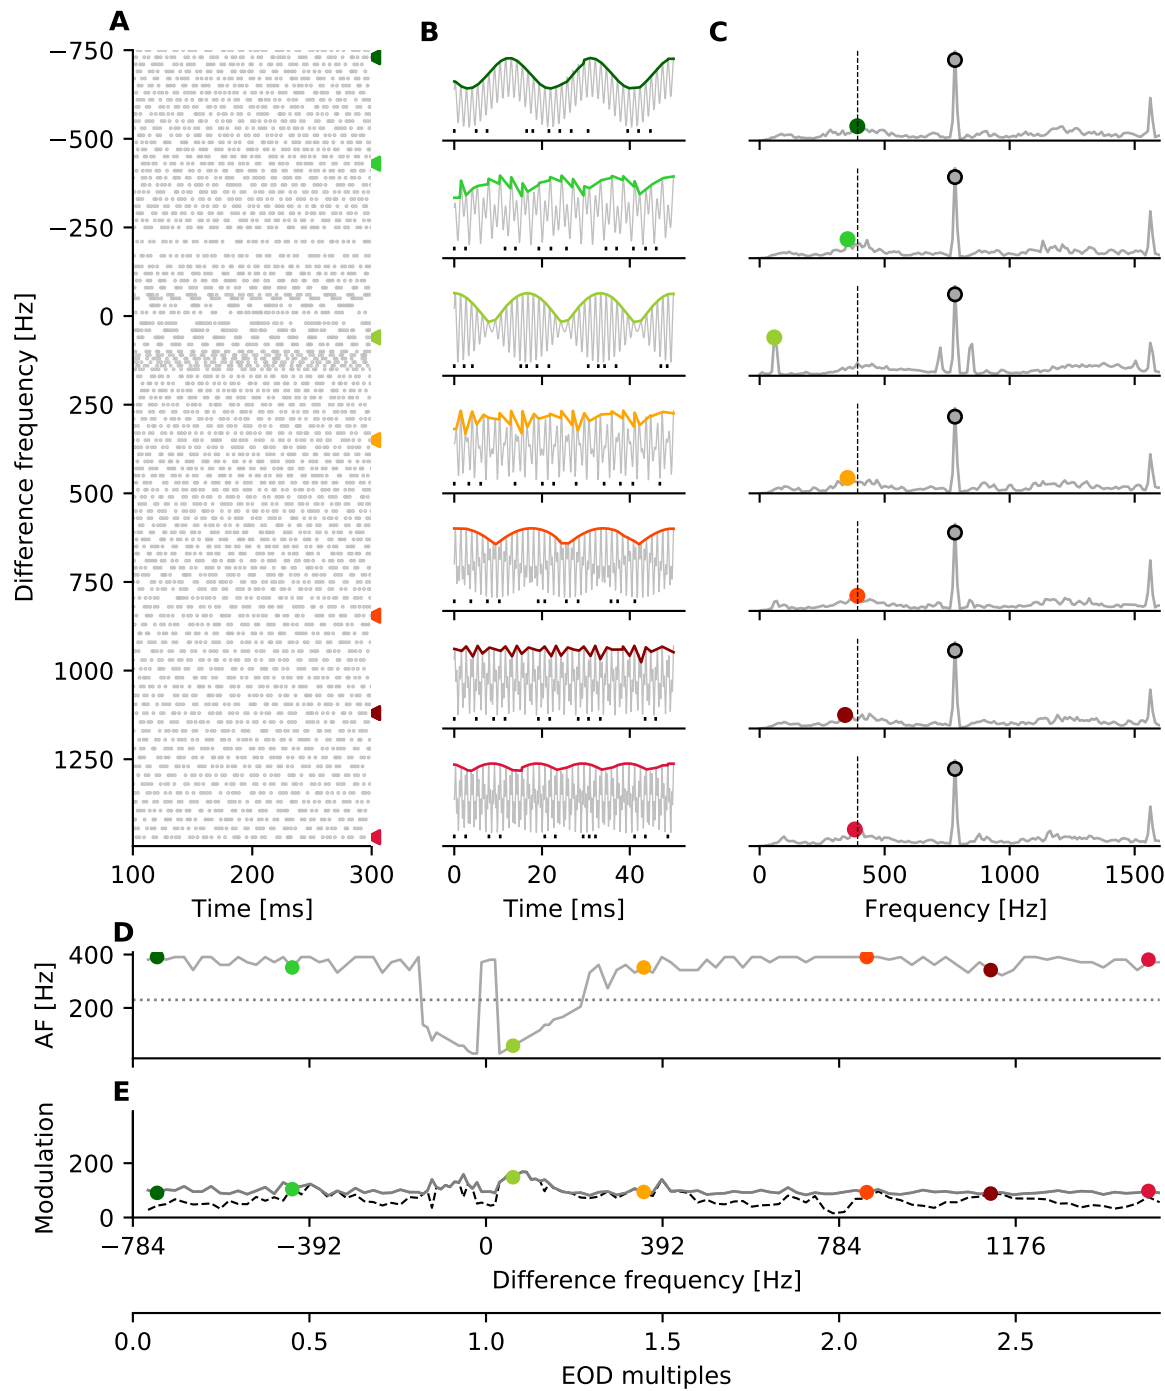 A
B
C
Difference frequency [Hz]
−750
−500
−250
0
250
500
750
1000
1250
100 200 300
Time [ms]
0 20 40
Time [ms]
0 500 1000 1500
Frequency [Hz]
D
AF [Hz]
400
200
E
Modulation
200
0
−784 −392 0 392 784 1176
Difference frequency [Hz]
0.0 0.5 1.0 1.5 2.0 2.5
EOD multiples